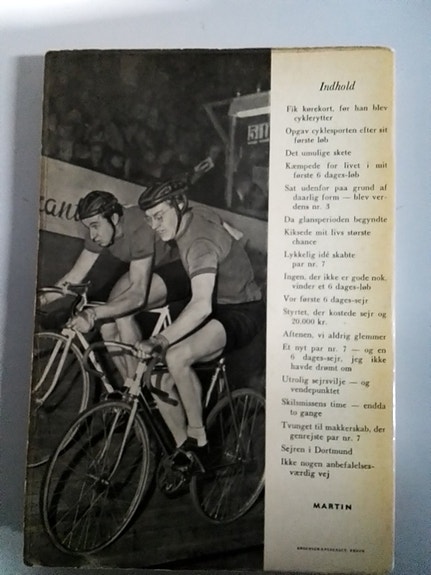 Indhold
Fik kørekort, før han blev
cyklerytter
Opgav cyklesporten efter sit
første løb
Det umulige skete
Kæmpede for livet i mit
første 6 dages-løb
Sat udenfor paa grund af
daarlig form — blev ver-
dens nr. 3
Da glansperioden begyndte
Kiksede mit livs største
chance
Lykkelig idé skabte
par nr. 7
Ingen, der ikke er gode nok,
vinder et 6 dages-løb
Vor første 6 dages-sejr
Styrtet, der kostede sejr og
20.000 kr.
Aftenen, vi aldrig glemmer
Et nyt par nr. 7 — og en
6 dages-sejr, jeg ikke
havde drømt om
Utrolig sejrsvilje — og
vendepunktet
Skilsmissens time — endda
to gange
Tvunget til makkerskab, der
genrejste par nr. 7
Sejren i Dortmund
Ikke nogen anbefalelses-
værdig vej
MARTIN